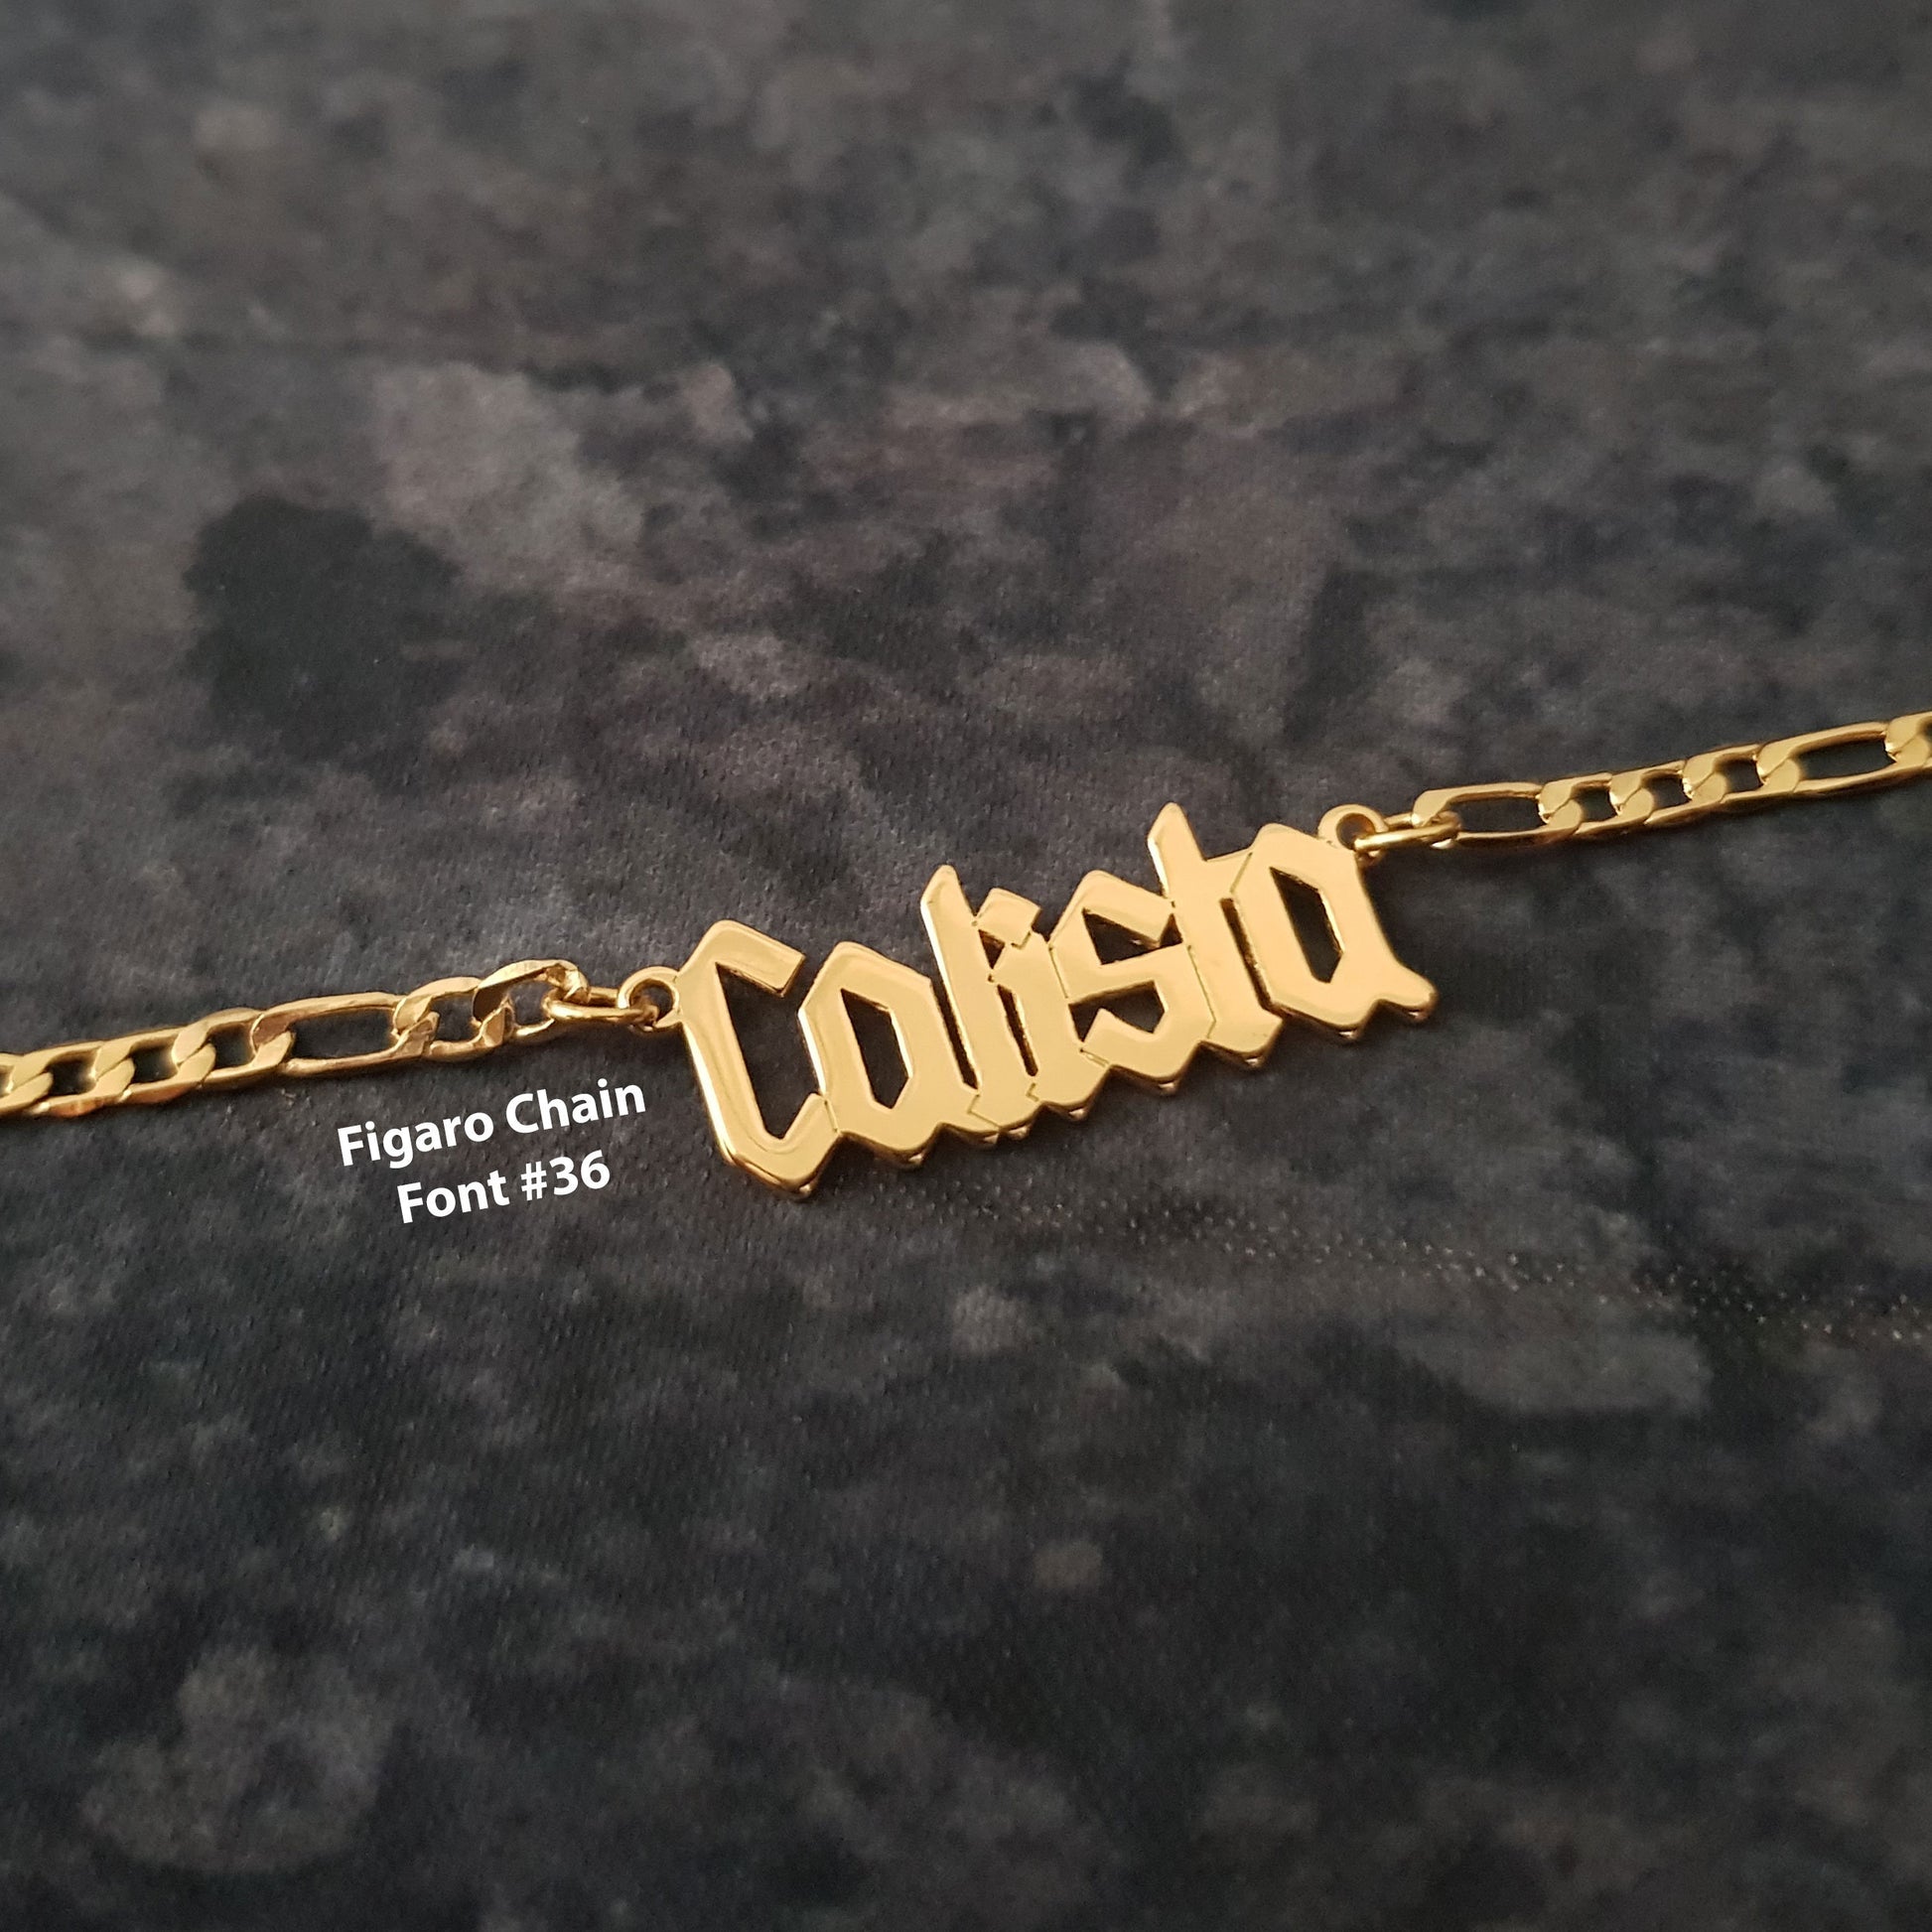 Calista
Figaro Chain
Font #36